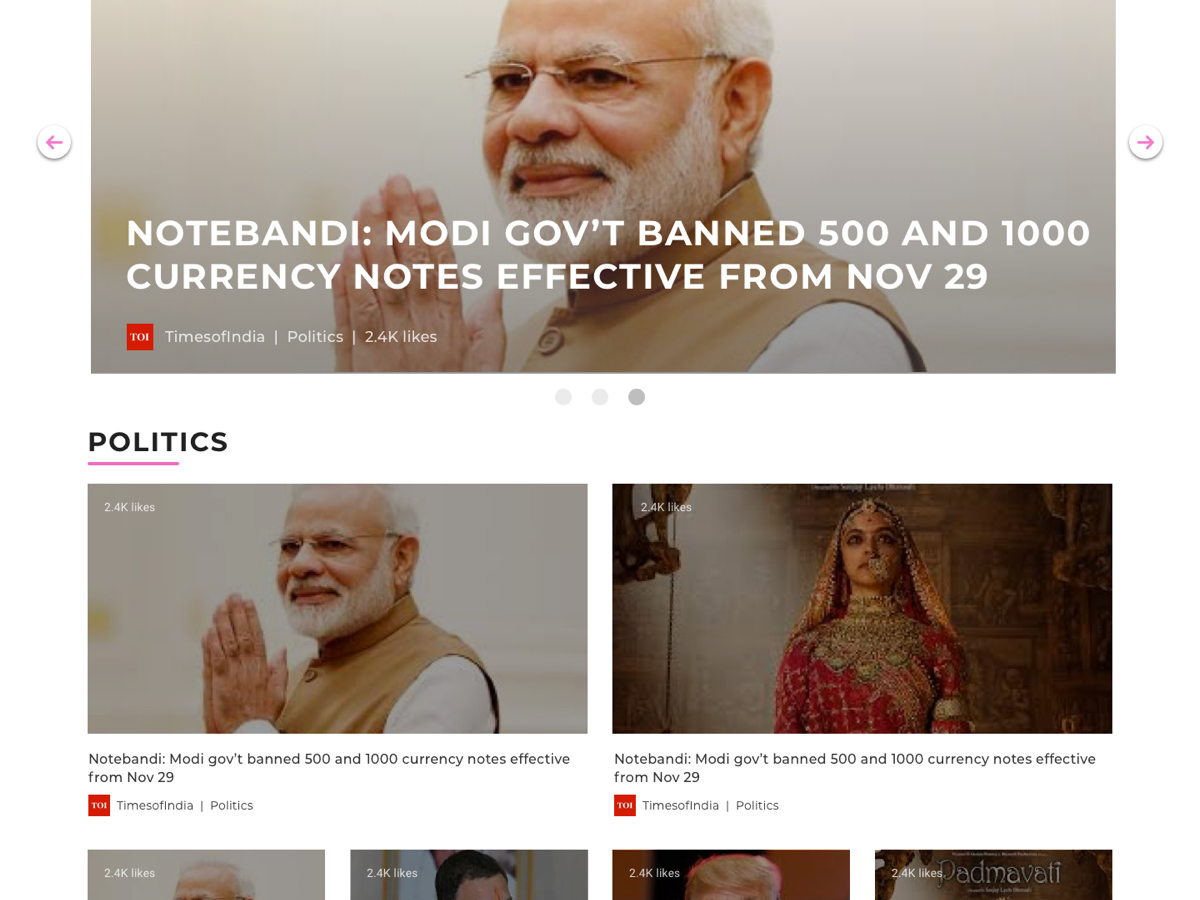 NOTEBANDI: MODI GOV’T BANNED 500 AND 1000
CURRENCY NOTES EFFECTIVE FROM NOV 29
TOI TimesofIndia | Politics | 2.4K likes
POLITICS
2.4K likes
2.4K likes
Notebandi: Modi gov’t banned 500 and 1000 currency notes effective
from Nov 29
TOI TimesofIndia | Politics
Notebandi: Modi gov’t banned 500 and 1000 currency notes effective
from Nov 29
TOI TimesofIndia | Politics
2.4K likes
2.4K likes
2.4K likes
2.4K likes
Padmavati